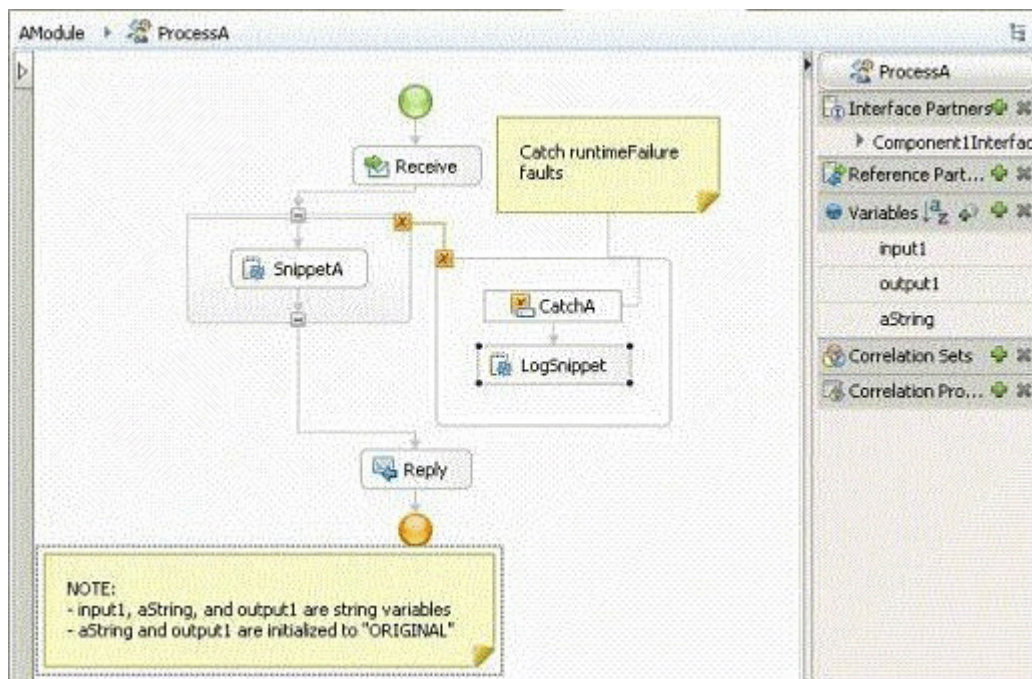 AModule ProcessA
Receive
Catch runtimeFailure
faults
SnippetA
CatchA
LogSnippet
Reply
NOTE:
- input1, aString, and output1 are string variables
- aString and output1 are initialized to "ORIGINAL"
ProcessA
Interface Partners
Component1Interfac
Reference Part...
Variables
input1
output1
aString
Correlation Sets
Correlation Pro...